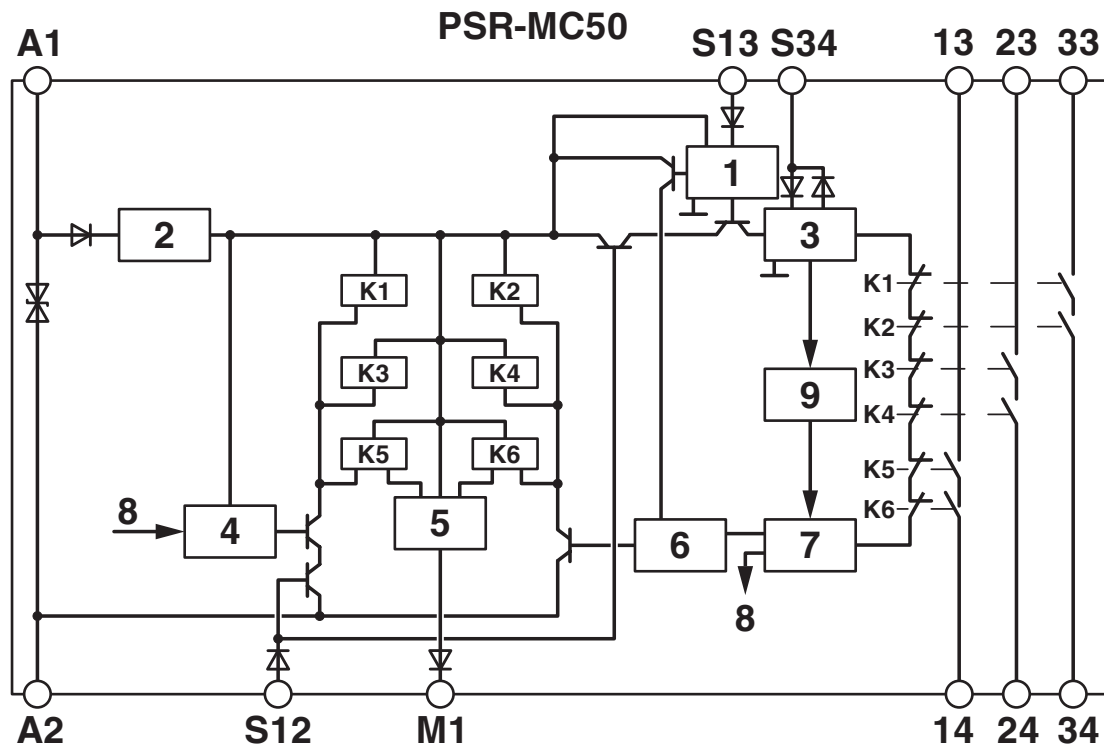 PSR-MC50
A1 S13 S34 13 23 33
1
2 3
K1 K2 K1
K2
K3 K4 K3
9
K4
K5 K6 K5
8 K6
4 5 6 7
8
A2 S12 M1 14 24 34